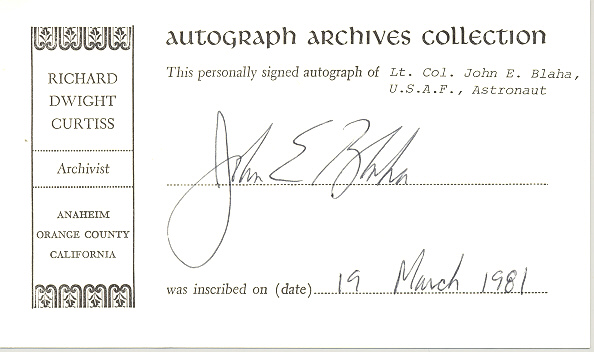 RICHARD
DWIGHT
CURTISS
Archivist
ANAHEIM
ORANGE COUNTY
CALIFORNIA
autograph archives collection
This personally signed autograph of Lt. Col. John E. Blaha,
U.S.A.F., Astronaut
John E Blaha
was inscribed on (date) 19 March 1981